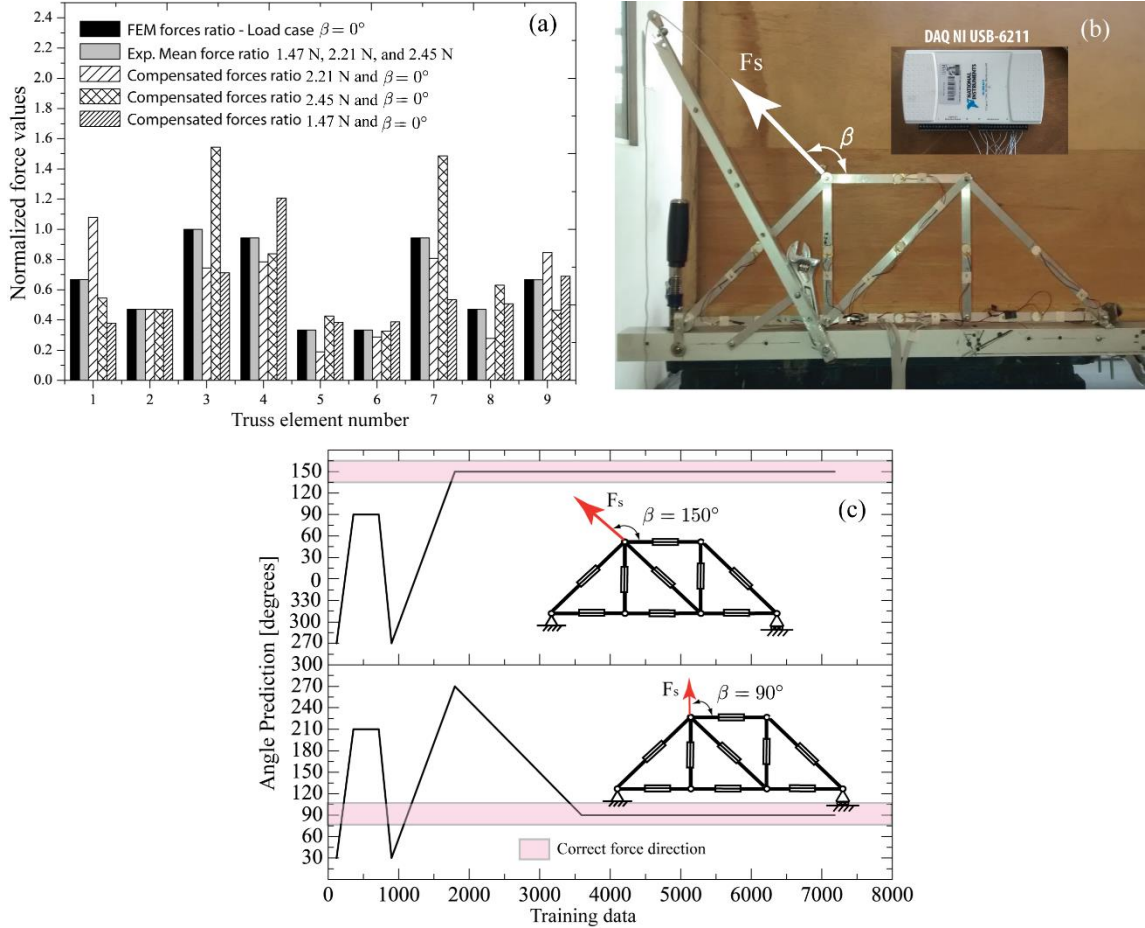 (a)
FEM forces ratio - Load case β = 0°
Exp. Mean force ratio 1.47 N, 2.21 N, and 2.45 N
Compensated forces ratio 2.21 N and β = 0°
Compensated forces ratio 2.45 N and β = 0°
Compensated forces ratio 1.47 N and β = 0°
Normalized force values
2.4
2.2
2.0
1.8
1.6
1.4
1.2
1.0
0.8
0.6
0.4
0.2
0.0
1 2 3 4 5 6 7 8 9
Truss element number
(b)
DAQ NI USB-6211
NATIONAL
INSTRUMENTS
Fs
β
(c)
Angle Prediction [degrees]
150
120
90
60
30
0
330
300
270
Fs
β = 150°
300
270
240
210
180
150
120
90
60
30
Fs
β = 90°
Correct force direction
0 1000 2000 3000 4000 5000 6000 7000 8000
Training data